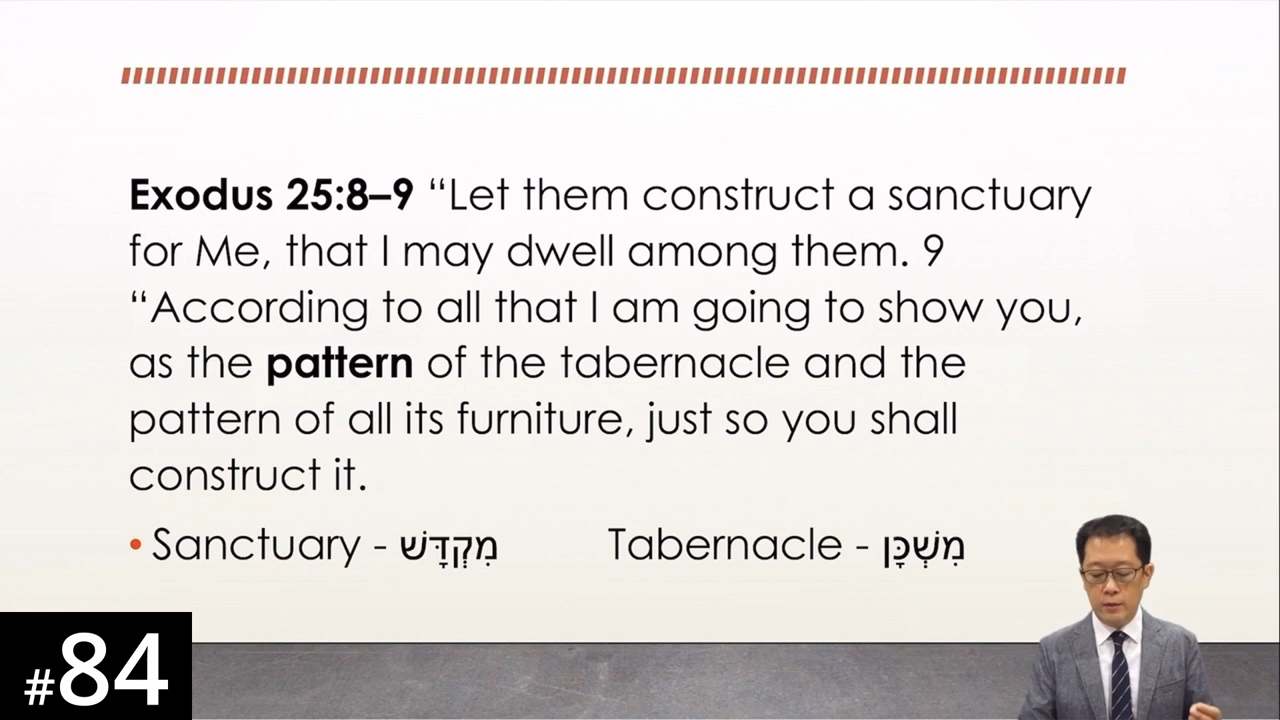 Exodus 25:8–9 “Let them construct a sanctuary
for Me, that I may dwell among them. 9
“According to all that I am going to show you,
as the pattern of the tabernacle and the
pattern of all its furniture, just so you shall
construct it.
• Sanctuary - מִקְדָּשׁ Tabernacle - מִשְׁכָּן
#84